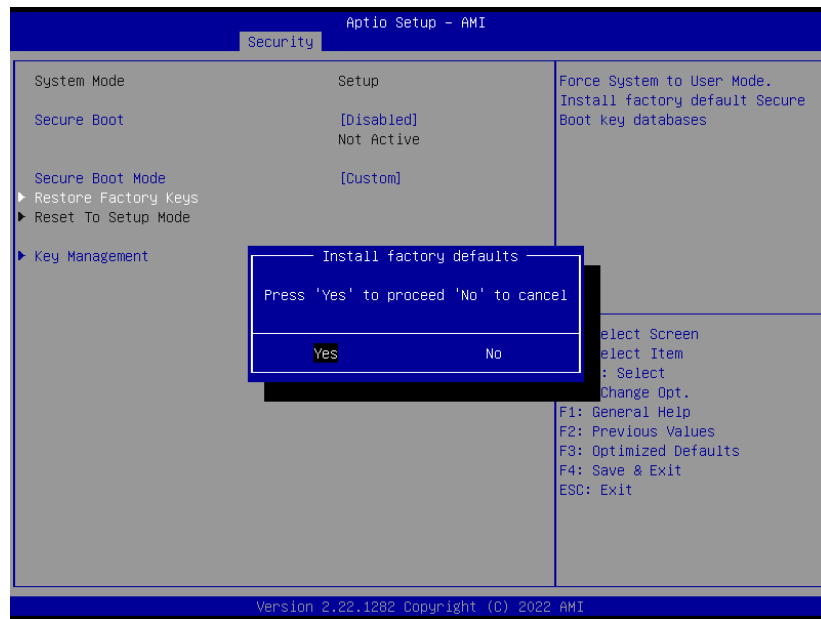 Aptio Setup - AMI
Security
System Mode Setup
Secure Boot [Disabled]
Not Active
Secure Boot Mode [Custom]
Restore Factory Keys
Reset To Setup Mode
Key Management
Install factory defaults
Press 'Yes' to proceed 'No' to cancel
Yes No
Force System to User Mode.
Install factory default Secure
Boot key databases
elect Screen
elect Item
: Select
Change Opt.
F1: General Help
F2: Previous Values
F3: Optimized Defaults
F4: Save & Exit
ESC: Exit
Version 2.22.1282 Copyright (C) 2022 AMI